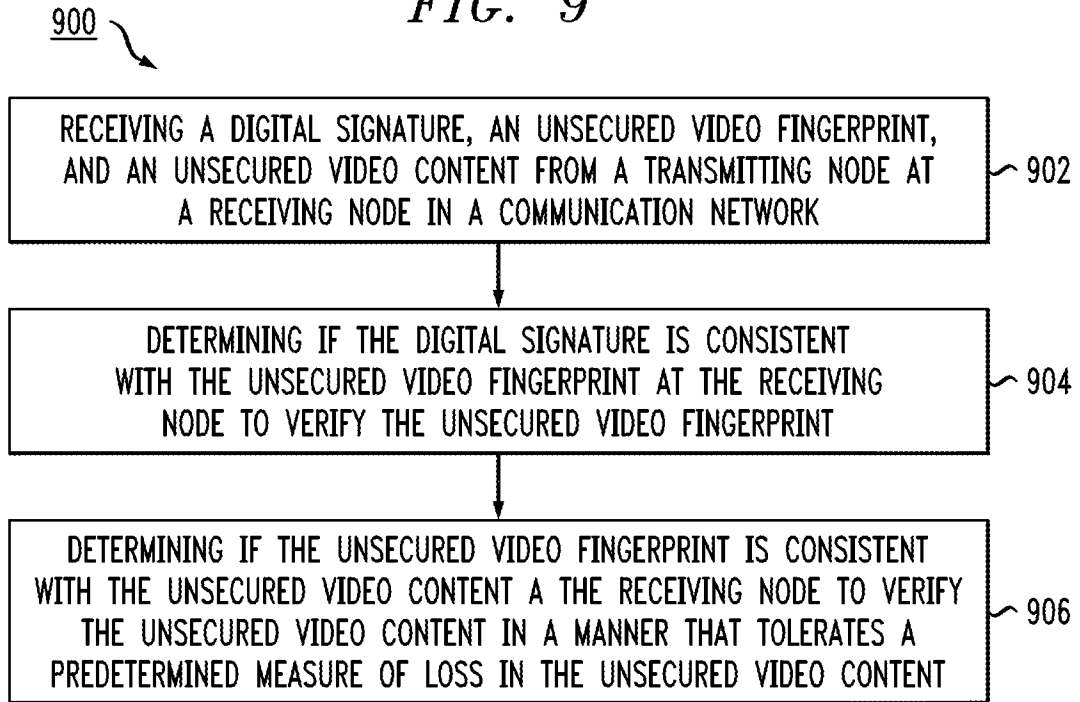 FIG. 9
900
RECEIVING A DIGITAL SIGNATURE, AN UNSECURED VIDEO FINGERPRINT,
AND AN UNSECURED VIDEO CONTENT FROM A TRANSMITTING NODE AT
A RECEIVING NODE IN A COMMUNICATION NETWORK
902
DETERMINING IF THE DIGITAL SIGNATURE IS CONSISTENT
WITH THE UNSECURED VIDEO FINGERPRINT AT THE RECEIVING
NODE TO VERIFY THE UNSECURED VIDEO FINGERPRINT
904
DETERMINING IF THE UNSECURED VIDEO FINGERPRINT IS CONSISTENT
WITH THE UNSECURED VIDEO CONTENT A THE RECEIVING NODE TO VERIFY
THE UNSECURED VIDEO CONTENT IN A MANNER THAT TOLERATES A
PREDETERMINED MEASURE OF LOSS IN THE UNSECURED VIDEO CONTENT
906